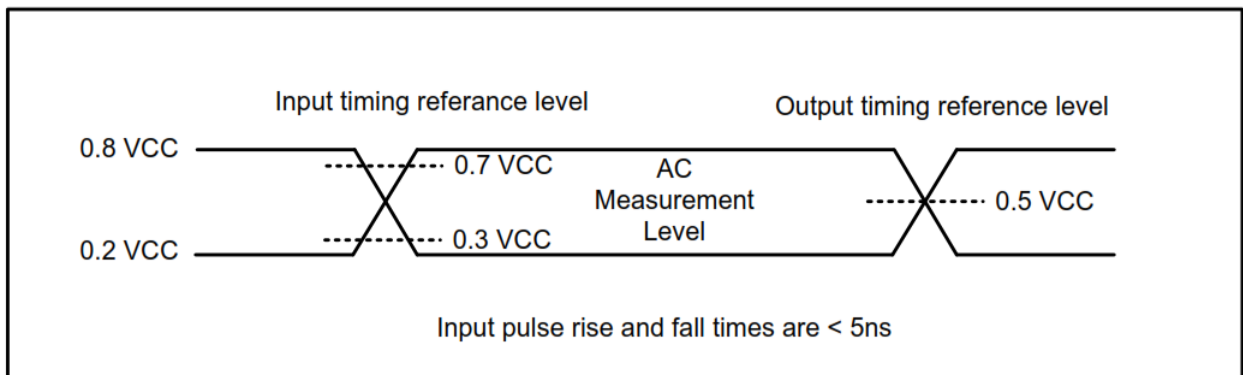 Input timing referance level
Output timing reference level
0.8 VCC
0.7 VCC
AC
Measurement
Level
0.5 VCC
0.3 VCC
0.2 VCC
Input pulse rise and fall times are < 5ns